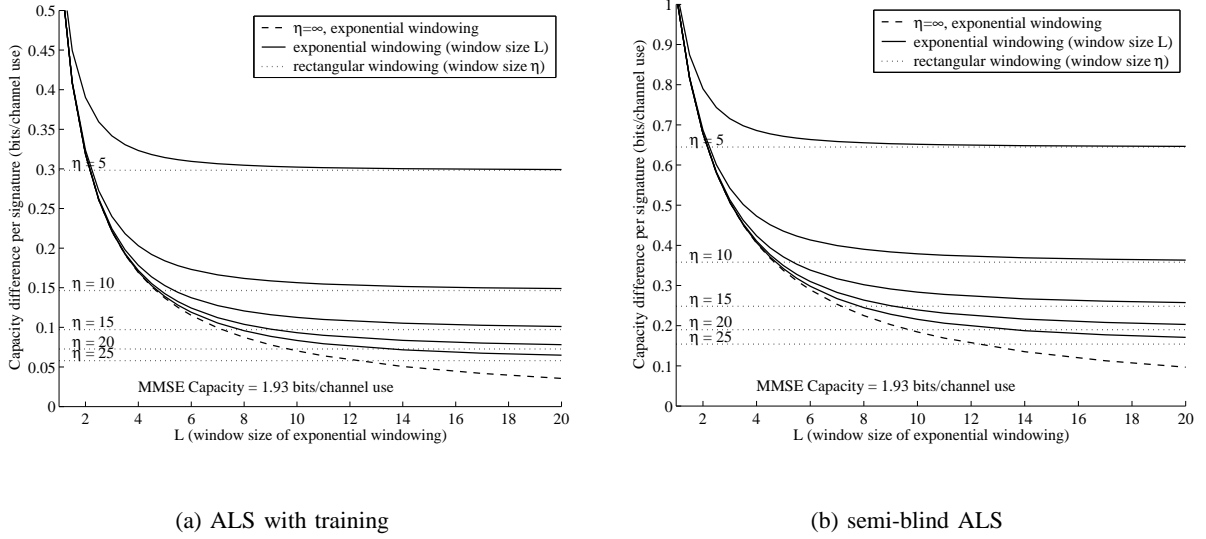 Capacity difference per signature (bits/channel use)
0.5
0.45
0.4
0.35
0.3
0.25
0.2
0.15
0.1
0.05
0
η=∞, exponential windowing
exponential windowing (window size L)
rectangular windowing (window size η)
η = 5
η = 10
η = 15
η = 20
η = 25
MMSE Capacity = 1.93 bits/channel use
2 4 6 8 10 12 14 16 18 20
L (window size of exponential windowing)
(a) ALS with training
Capacity difference per signature (bits/channel use)
1
0.9
0.8
0.7
0.6
0.5
0.4
0.3
0.2
0.1
0
η=∞, exponential windowing
exponential windowing (window size L)
rectangular windowing (window size η)
η = 5
η = 10
η = 15
η = 20
η = 25
MMSE Capacity = 1.93 bits/channel use
2 4 6 8 10 12 14 16 18 20
L (window size of exponential windowing)
(b) semi-blind ALS